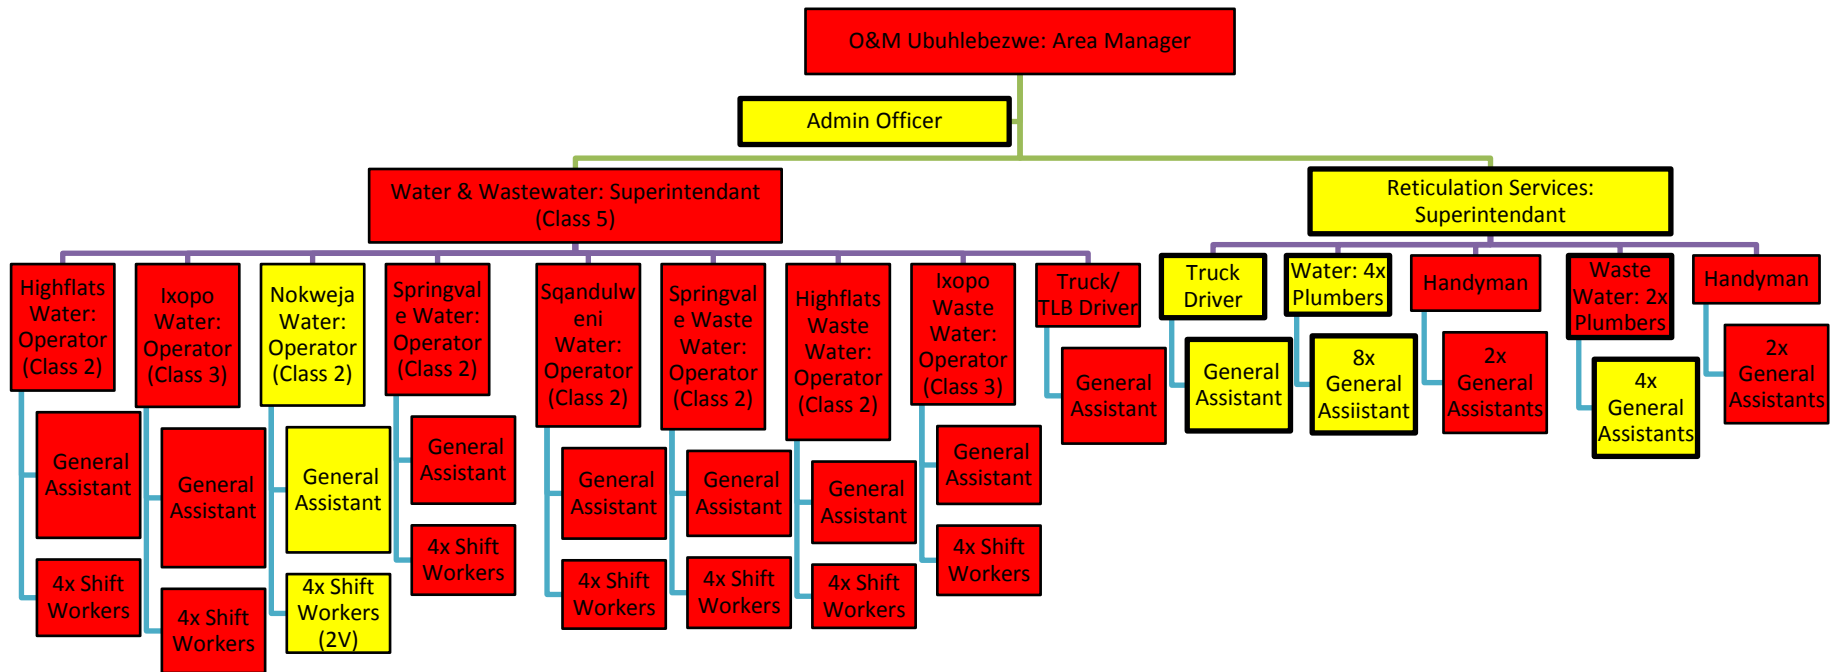 O&M Ubuhlebezwe: Area Manager
Admin Officer
Water & Wastewater: Superintendant
(Class 5)
Reticulation Services:
Superintendant
Highflats
Water:
Operator
(Class 2)
Ixopo
Water:
Operator
(Class 3)
Nokweja
Water:
Operator
(Class 2)
Springval
e Water:
Operator
(Class 2)
Sqandulw
eni
Water:
Operator
(Class 2)
Springval
e Waste
Water:
Operator
(Class 2)
Highflats
Waste
Water:
Operator
(Class 2)
Ixopo
Waste
Water:
Operator
(Class 3)
Truck/
TLB Driver
Truck
Driver
Water: 4x
Plumbers
Handyman
Waste
Water: 2x
Plumbers
Handyman
General
Assistant
General
Assistant
General
Assistant
General
Assistant
General
Assistant
General
Assistant
General
Assistant
General
Assistant
General
Assistant
General
Assistant
8x
General
Assiistant
2x
General
Assistants
4x
General
Assistants
2x
General
Assistants
4x Shift
Workers
4x Shift
Workers
4x Shift
Workers
(2V)
4x Shift
Workers
4x Shift
Workers
4x Shift
Workers
4x Shift
Workers
4x Shift
Workers